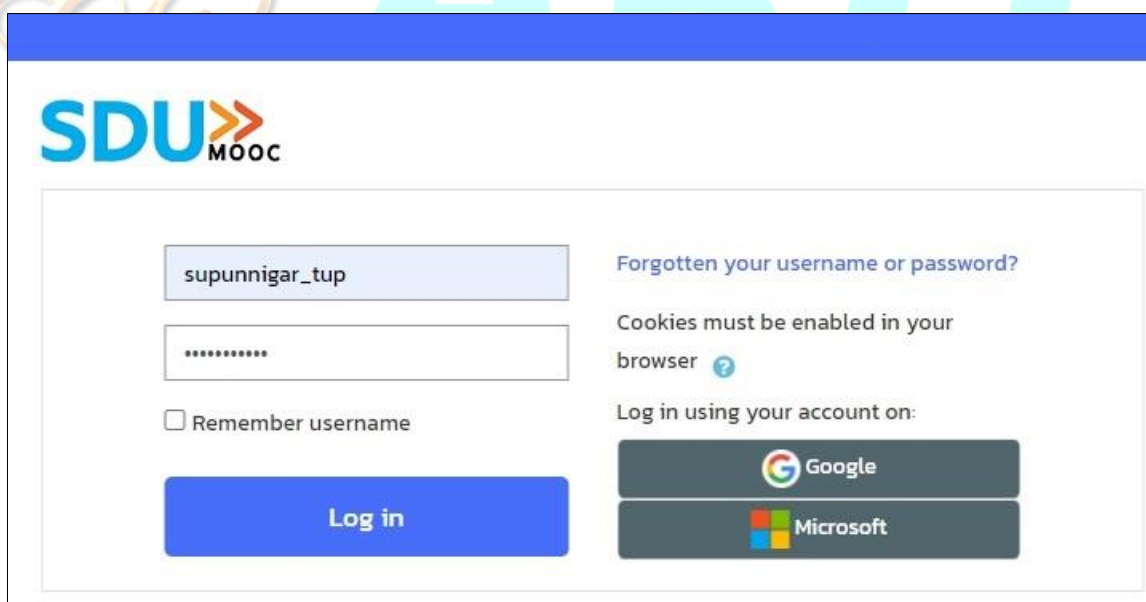 SDU
MOOC
supunnigar_tup
•••••••••••
Remember username
Log in
Forgotten your username or password?
Cookies must be enabled in your
browser ?
Log in using your account on:
Google
Microsoft